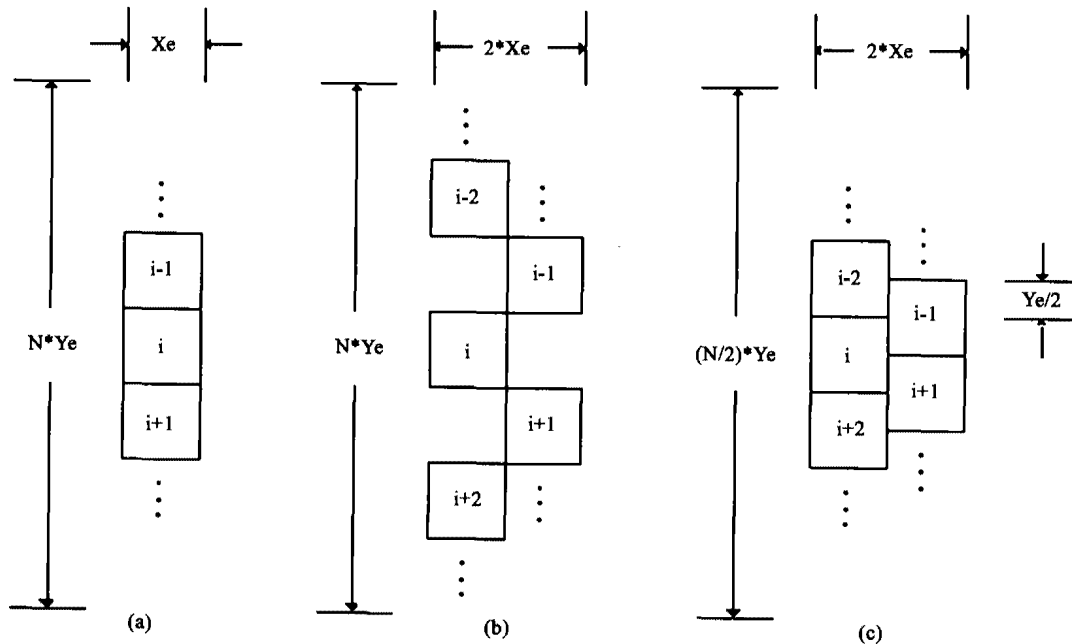 Xe
N*Ye
i-1
i
i+1
(a)
2*Xe
N*Ye
i-2
i-1
i
i+1
i+2
(b)
2*Xe
(N/2)*Ye
i-2
i-1
i
i+1
i+2
Ye/2
(c)